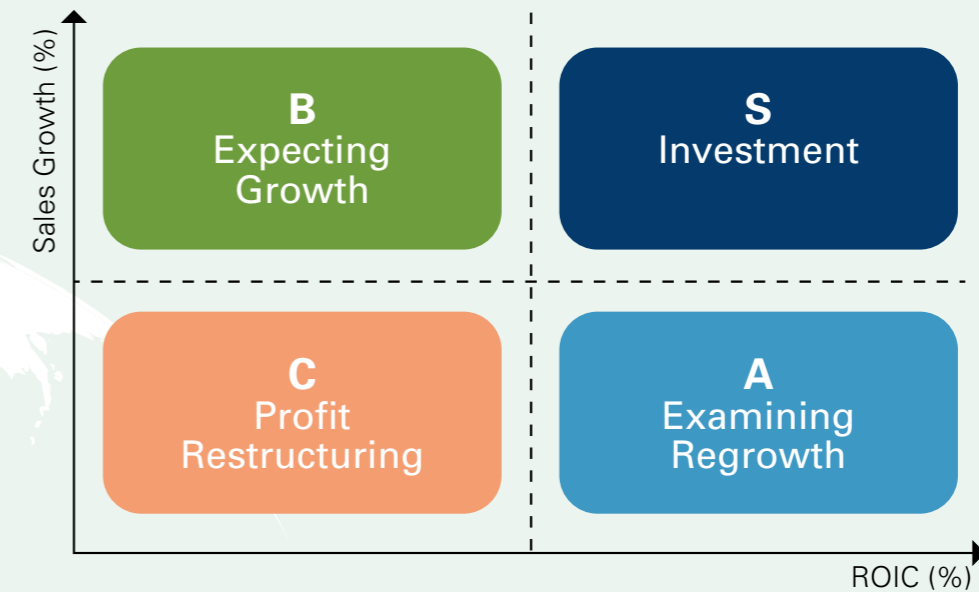 Sales Growth (%)
B
Expecting
Growth
S
Investment
C
Profit
Restructuring
A
Examining
Regrowth
ROIC (%)